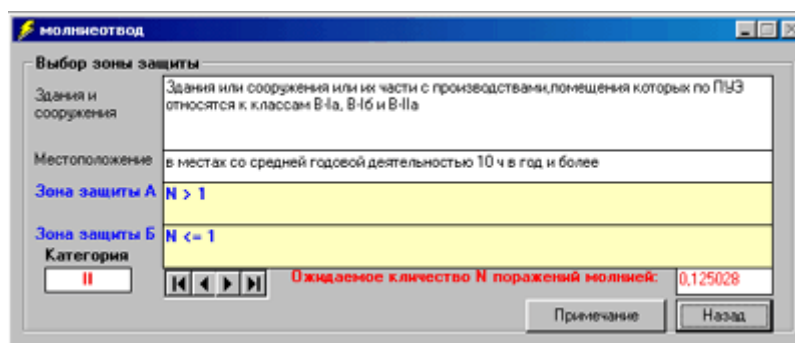 молниеотвод
Выбор зоны защиты
Здания и
сооружения
Здания или сооружения или их части с производствами,помещения которых по ПУЭ
относятся к классам В-Iа, В-Iб и В-IIа
Местоположение
в местах со средней годовой деятельностью 10 ч в год и более
Зона защиты А
N > 1
Зона защиты Б
N <= 1
Категория
II
Ожидаемое кличество N поражений молнией:
0,125028
Примечание
Назад